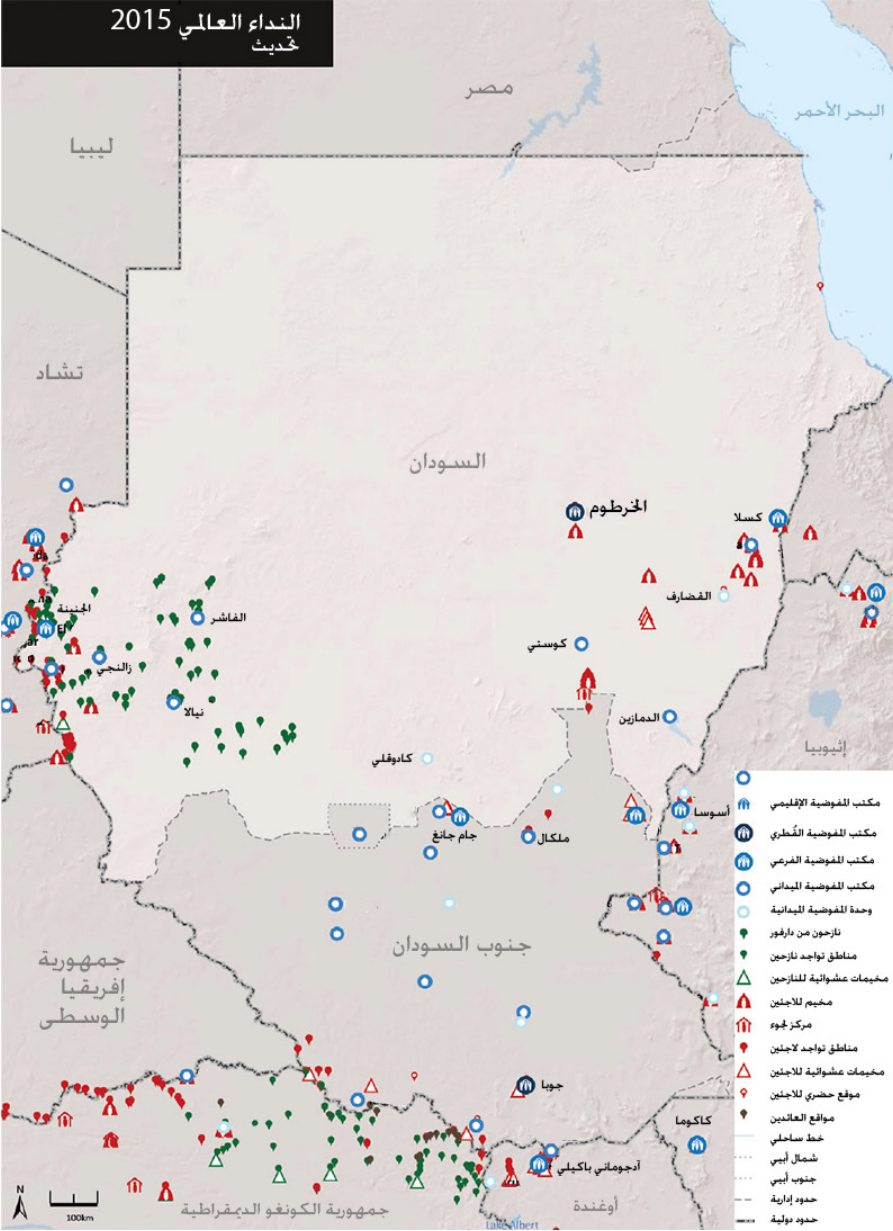 النداء العالمي 2015
تحديث
مصر
البحر الأحمر
ليبيا
تشاد
السودان
الخرطوم
كسلا
القضارف
الجنينة
الفاشر
زالنجي
نيالا
كوستي
الدمازين
كادوقلي
إثيوبيا
جام جانغ
ملكال
أسوسا
جنوب السودان
جمهورية
إفريقيا
الوسطى
جوبا
كاكوما
آدجوماني باكيلي
أوغندة
جمهورية الكونغو الديمقراطية
Lake Albert
N
100km
مكتب المفوضية الإقليمي
مكتب المفوضية القُطري
مكتب المفوضية الفرعي
مكتب المفوضية الميداني
وحدة المفوضية الميدانية
نازحون من دارفور
مناطق تواجد نازحين
مخيمات عشوائية للنازحين
مخيم للاجئين
مركز لجوء
مناطق تواجد لاجئين
مخيمات عشوائية للاجئين
موقع حضري للاجئين
مواقع العائدين
خط ساحلي
شمال أبيي
جنوب أبيي
حدود إدارية
حدود دولية